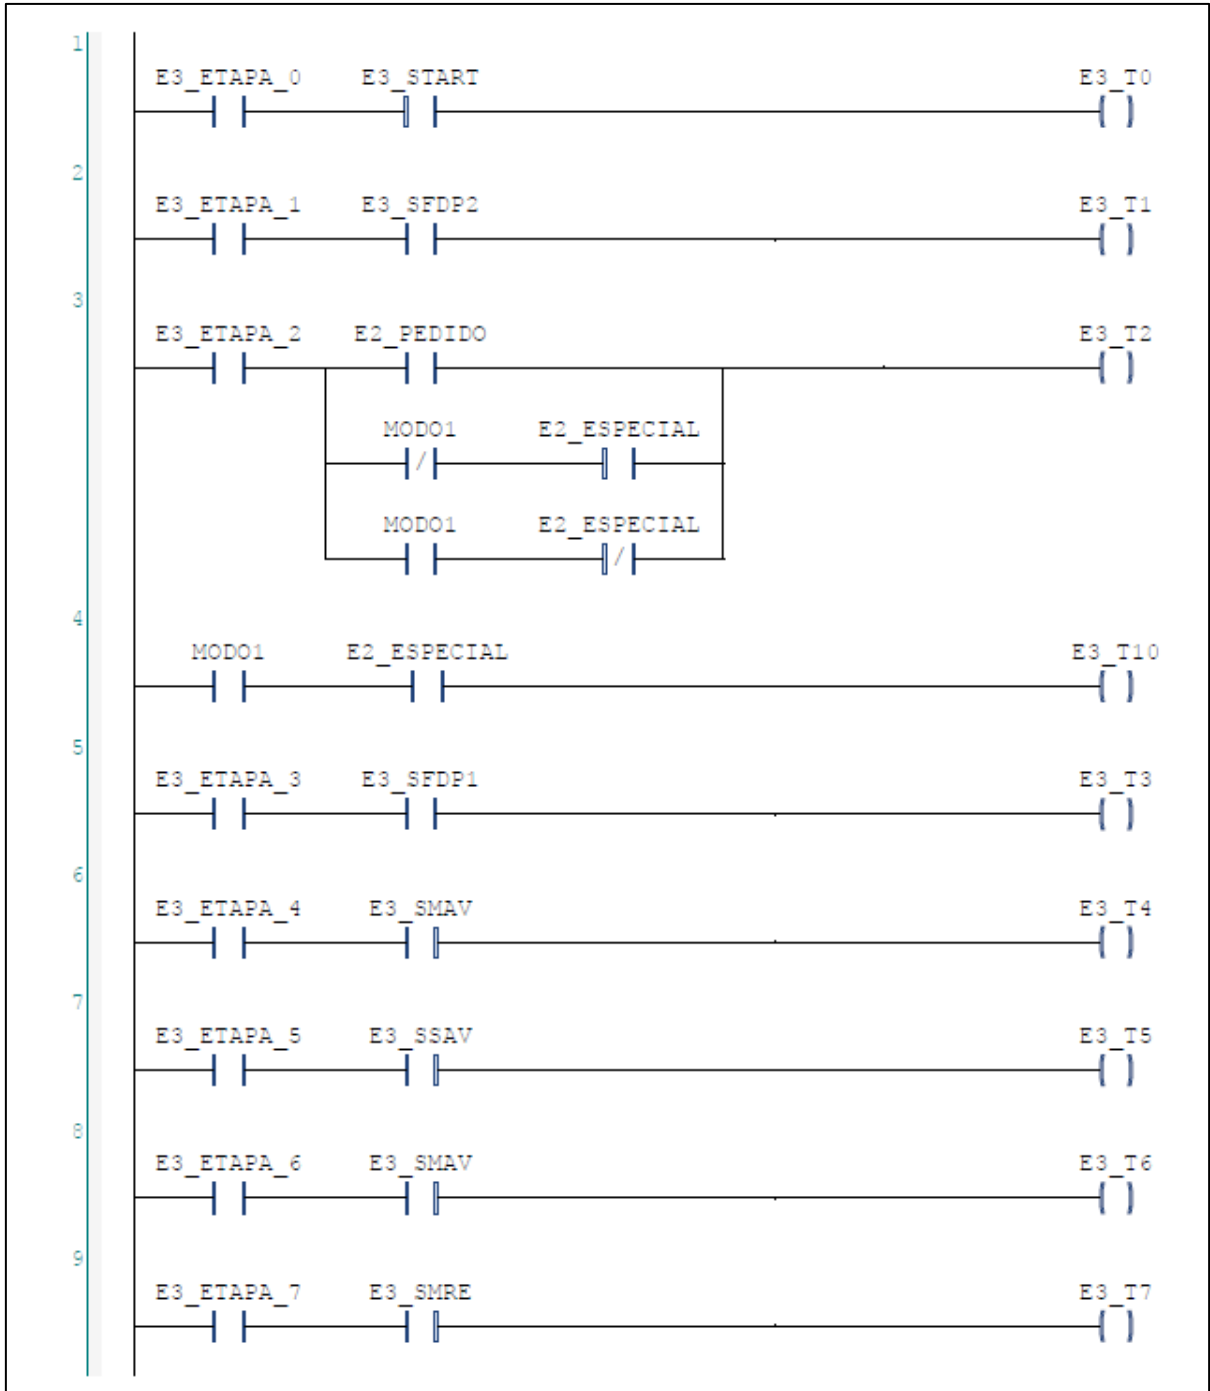 1
E3_ETAPA_0 E3_START E3_T0
2
E3_ETAPA_1 E3_SFDP2 E3_T1
3
E3_ETAPA_2 E2_PEDIDO E3_T2
MODO1 E2_ESPECIAL
/
MODO1 E2_ESPECIAL
/
4
MODO1 E2_ESPECIAL E3_T10
5
E3_ETAPA_3 E3_SFDP1 E3_T3
6
E3_ETAPA_4 E3_SMAV E3_T4
7
E3_ETAPA_5 E3_SSAV E3_T5
8
E3_ETAPA_6 E3_SMAV E3_T6
9
E3_ETAPA_7 E3_SMRE E3_T7